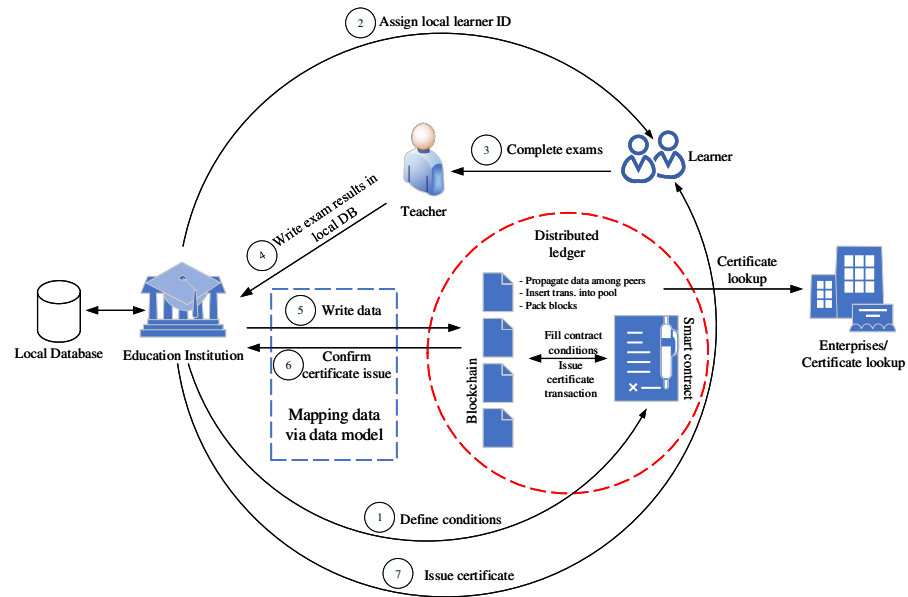 2 Assign local learner ID
3 Complete exams
Learner
Teacher
4 Write exam results in
local DB
Distributed
ledger
Certificate
lookup
- Propagate data among peers
- Insert trans. into pool
- Pack blocks
5 Write data
Local Database
Education Institution
6 Confirm
certificate issue
Fill contract
conditions
Issue
certificate
transaction
Blockchain
Smart contract
Enterprises/
Certificate lookup
Mapping data
via data model
1 Define conditions
7 Issue certificate